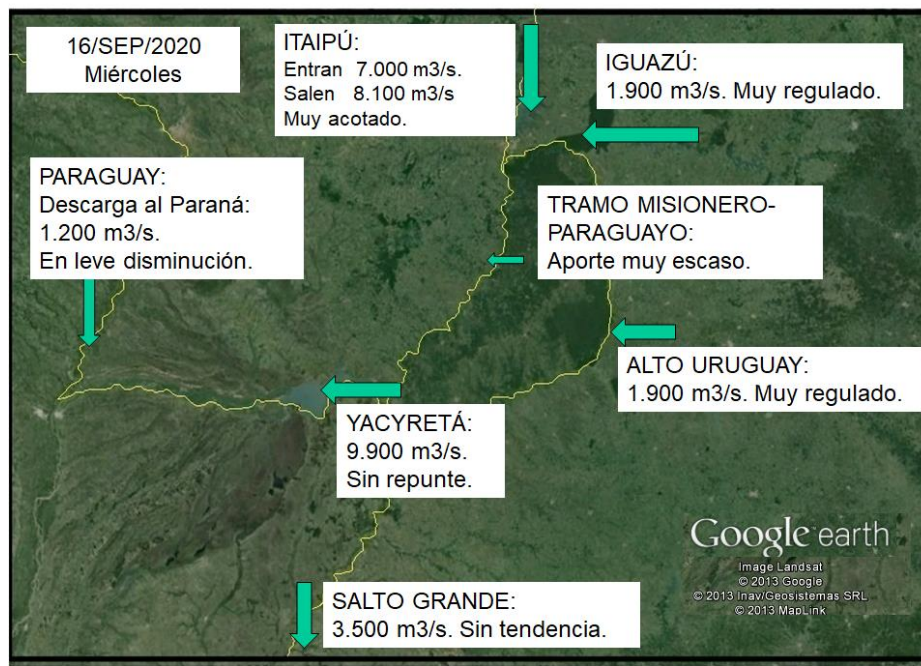 16/SEP/2020
Miércoles
ITAIPÚ:
Entran 7.000 m3/s.
Salen 8.100 m3/s
Muy acotado.
IGUAZÚ:
1.900 m3/s. Muy regulado.
PARAGUAY:
Descarga al Paraná:
1.200 m3/s.
En leve disminución.
TRAMO MISIONERO-
PARAGUAYO:
Aporte muy escaso.
ALTO URUGUAY:
1.900 m3/s. Muy regulado.
YACYRETÁ:
9.900 m3/s.
Sin repunte.
SALTO GRANDE:
3.500 m3/s. Sin tendencia.
Google earth
Image Landsat
© 2013 Google
© 2013 Inav/Geosistemas SRL
© 2013 MapLink